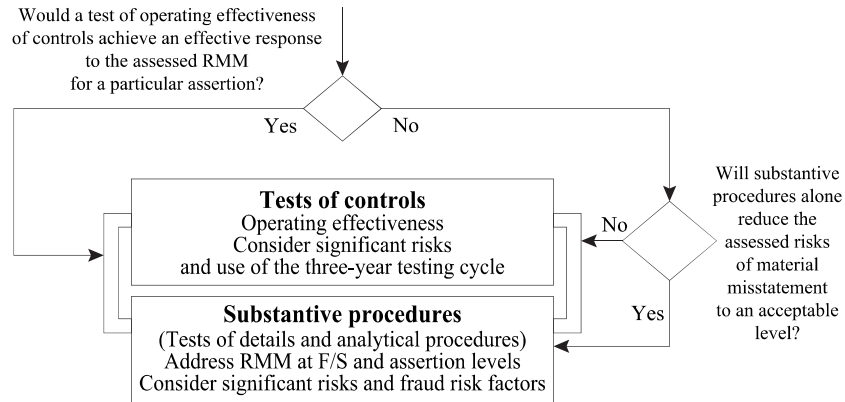 Would a test of operating effectiveness
of controls achieve an effective response
to the assessed RMM
for a particular assertion?
Yes
No
Will substantive
procedures alone
reduce the
assessed risks
of material
misstatement
to an acceptable
level?
Tests of controls
Operating effectiveness
Consider significant risks
and use of the three-year testing cycle
No
Yes
Substantive procedures
(Tests of details and analytical procedures)
Address RMM at F/S and assertion levels
Consider significant risks and fraud risk factors